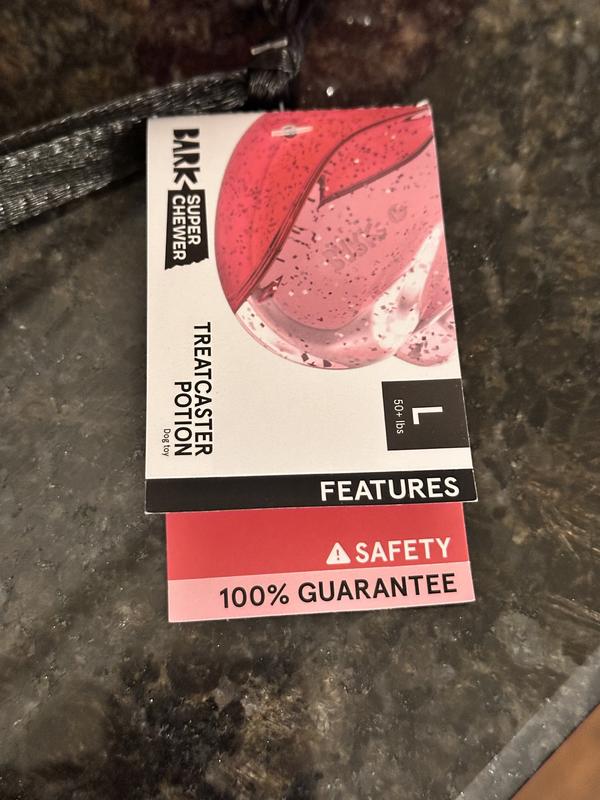 BARK
SUPER
CHEWER
TREATCASTER
POTION
Dog toy
L
50+ lbs
FEATURES
SAFETY
100% GUARANTEE